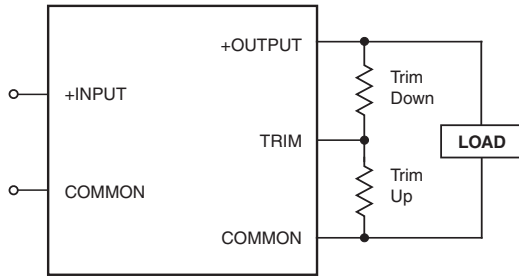 +OUTPUT
+INPUT
Trim
Down
TRIM
LOAD
COMMON
Trim
Up
COMMON